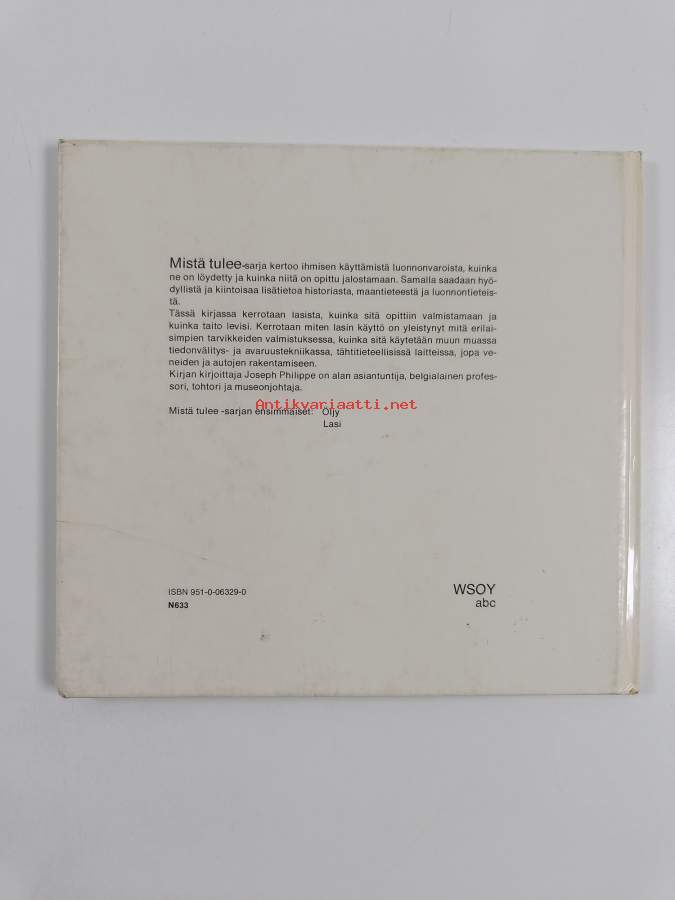 Mistä tulee-sarja kertoo ihmisen käyttämistä luonnonvaroista, kuinka
ne on löydetty ja kuinka niitä on opittu jalostamaan. Samalla saadaan hyö-
dyllistä ja kiintoisaa lisätietoa historiasta, maantieteestä ja luonnontieteis-
tä.
Tässä kirjassa kerrotaan lasista, kuinka sitä opittiin valmistamaan ja
kuinka taito levisi. Kerrotaan miten lasin käyttö on yleistynyt mitä erilai-
simpien tarvikkeiden valmistuksessa, kuinka sitä käytetään muun muassa
tiedonvälitys- ja avaruustekniikassa, tähtitieteellisissä laitteissa, jopa ve-
neiden ja autojen rakentamiseen.
Kirjan kirjoittaja Joseph Philippe on alan asiantuntija, belgialainen profes-
sori, tohtori ja museonjohtaja.
Antikvariaatti.net
Mistä tulee -sarjan ensimmäiset: Öljy
Lasi
ISBN 951-0-06329-0
N633
WSOY
abc